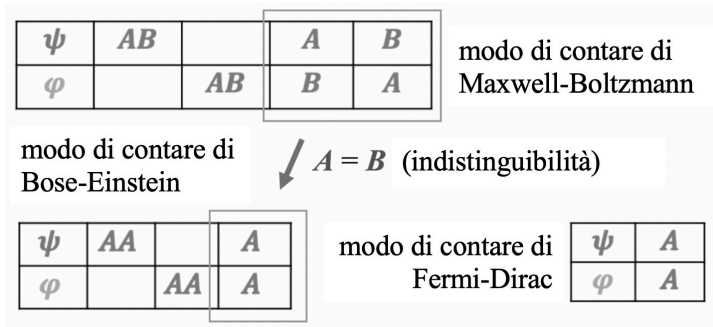 ψ AB A B
φ AB B A
modo di contare di
Maxwell-Boltzmann
modo di contare di
Bose-Einstein
A = B (indistinguibilità)
ψ AA A
φ AA A
modo di contare di
Fermi-Dirac
ψ A
φ A